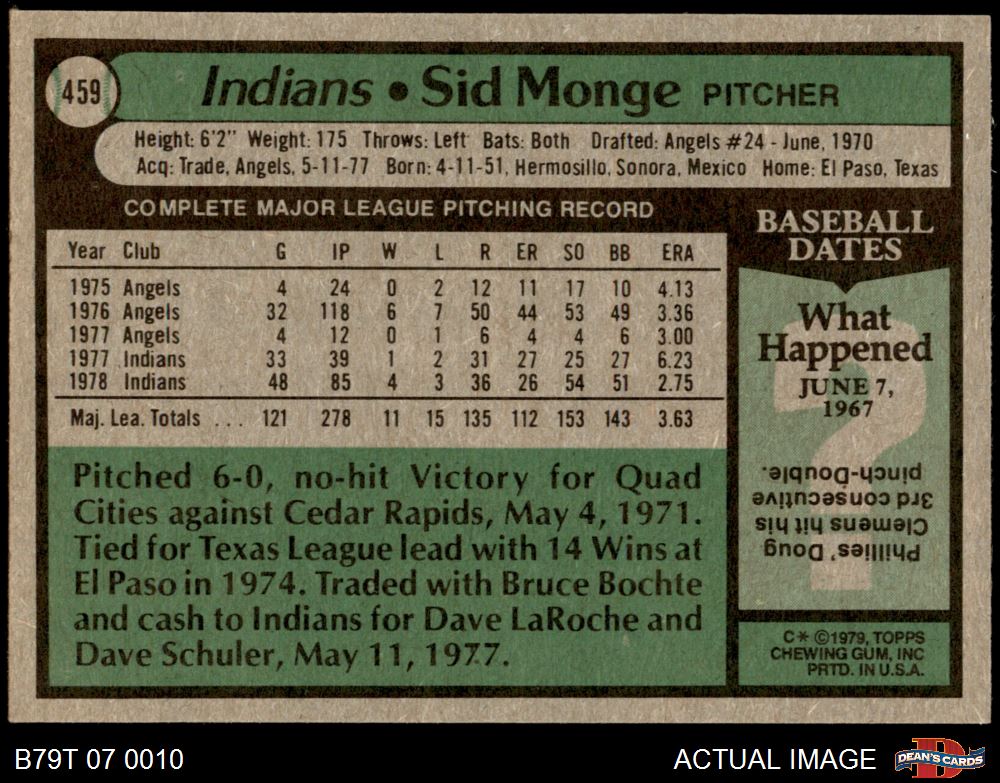 459
Indians • Sid Monge PITCHER
Height: 6'2" Weight: 175 Throws: Left Bats: Both Drafted: Angels #24 - June, 1970
Acq: Trade, Angels, 5-11-77 Born: 4-11-51, Hermosillo, Sonora, Mexico Home: El Paso, Texas
COMPLETE MAJOR LEAGUE PITCHING RECORD
Year Club G IP W L R ER SO BB ERA
1975 Angels 4 24 0 2 12 11 17 10 4.13
1976 Angels 32 118 6 7 50 44 53 49 3.36
1977 Angels 4 12 0 1 6 4 4 6 3.00
1977 Indians 33 39 1 2 31 27 25 27 6.23
1978 Indians 48 85 4 3 36 26 54 51 2.75
Maj. Lea. Totals ... 121 278 11 15 135 112 153 143 3.63
Pitched 6-0, no-hit Victory for Quad
Cities against Cedar Rapids, May 4, 1971.
Tied for Texas League lead with 14 Wins at
El Paso in 1974. Traded with Bruce Bochte
and cash to Indians for Dave LaRoche and
Dave Schuler, May 11, 1977.
BASEBALL
DATES
What
Happened
JUNE 7,
1967
?
Phillies' Doug
Clemens hit his
3rd consecutive
pinch-Double.
C* ©1979, TOPPS
CHEWING GUM, INC
PRTD. IN U.S.A.
B79T 07 0010
ACTUAL IMAGE
D
DEAN'S CARDS